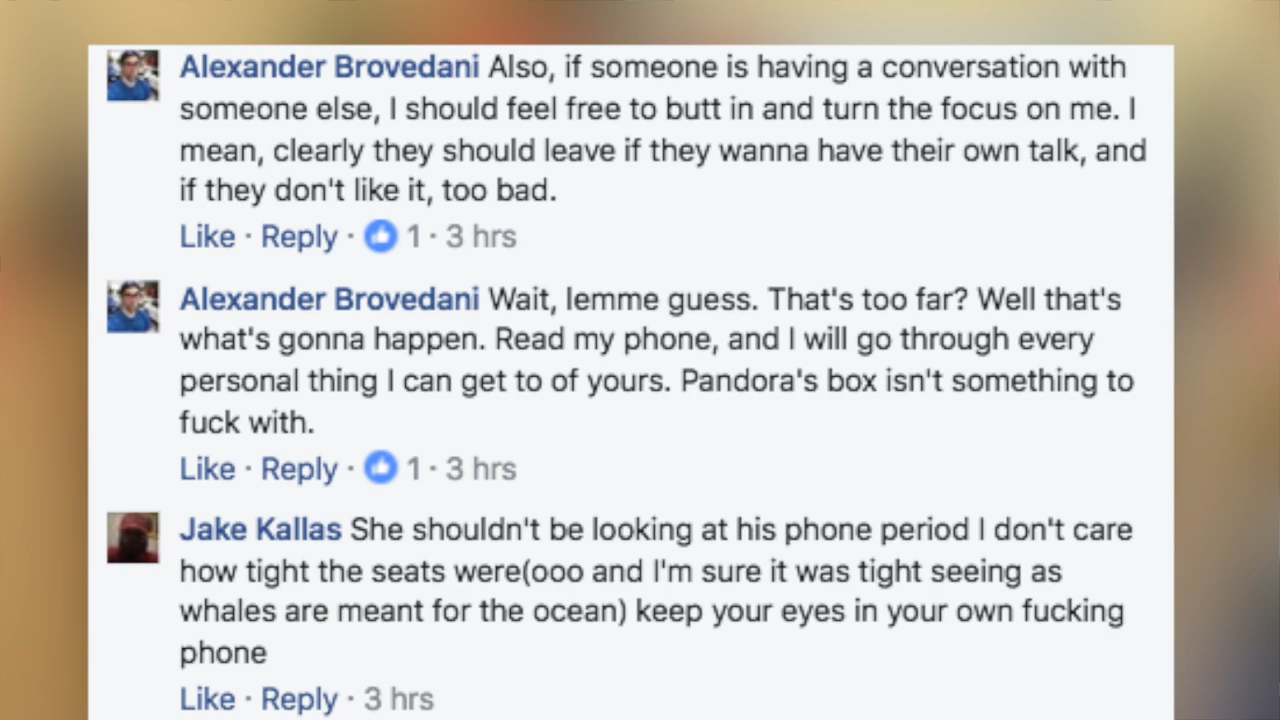 Alexander Brovedani Also, if someone is having a conversation with
someone else, I should feel free to butt in and turn the focus on me. I
mean, clearly they should leave if they wanna have their own talk, and
if they don't like it, too bad.
Like · Reply · 1 · 3 hrs
Alexander Brovedani Wait, lemme guess. That's too far? Well that's
what's gonna happen. Read my phone, and I will go through every
personal thing I can get to of yours. Pandora's box isn't something to
fuck with.
Like · Reply · 1 · 3 hrs
Jake Kallas She shouldn't be looking at his phone period I don't care
how tight the seats were(ooo and I'm sure it was tight seeing as
whales are meant for the ocean) keep your eyes in your own fucking
phone
Like · Reply · 3 hrs